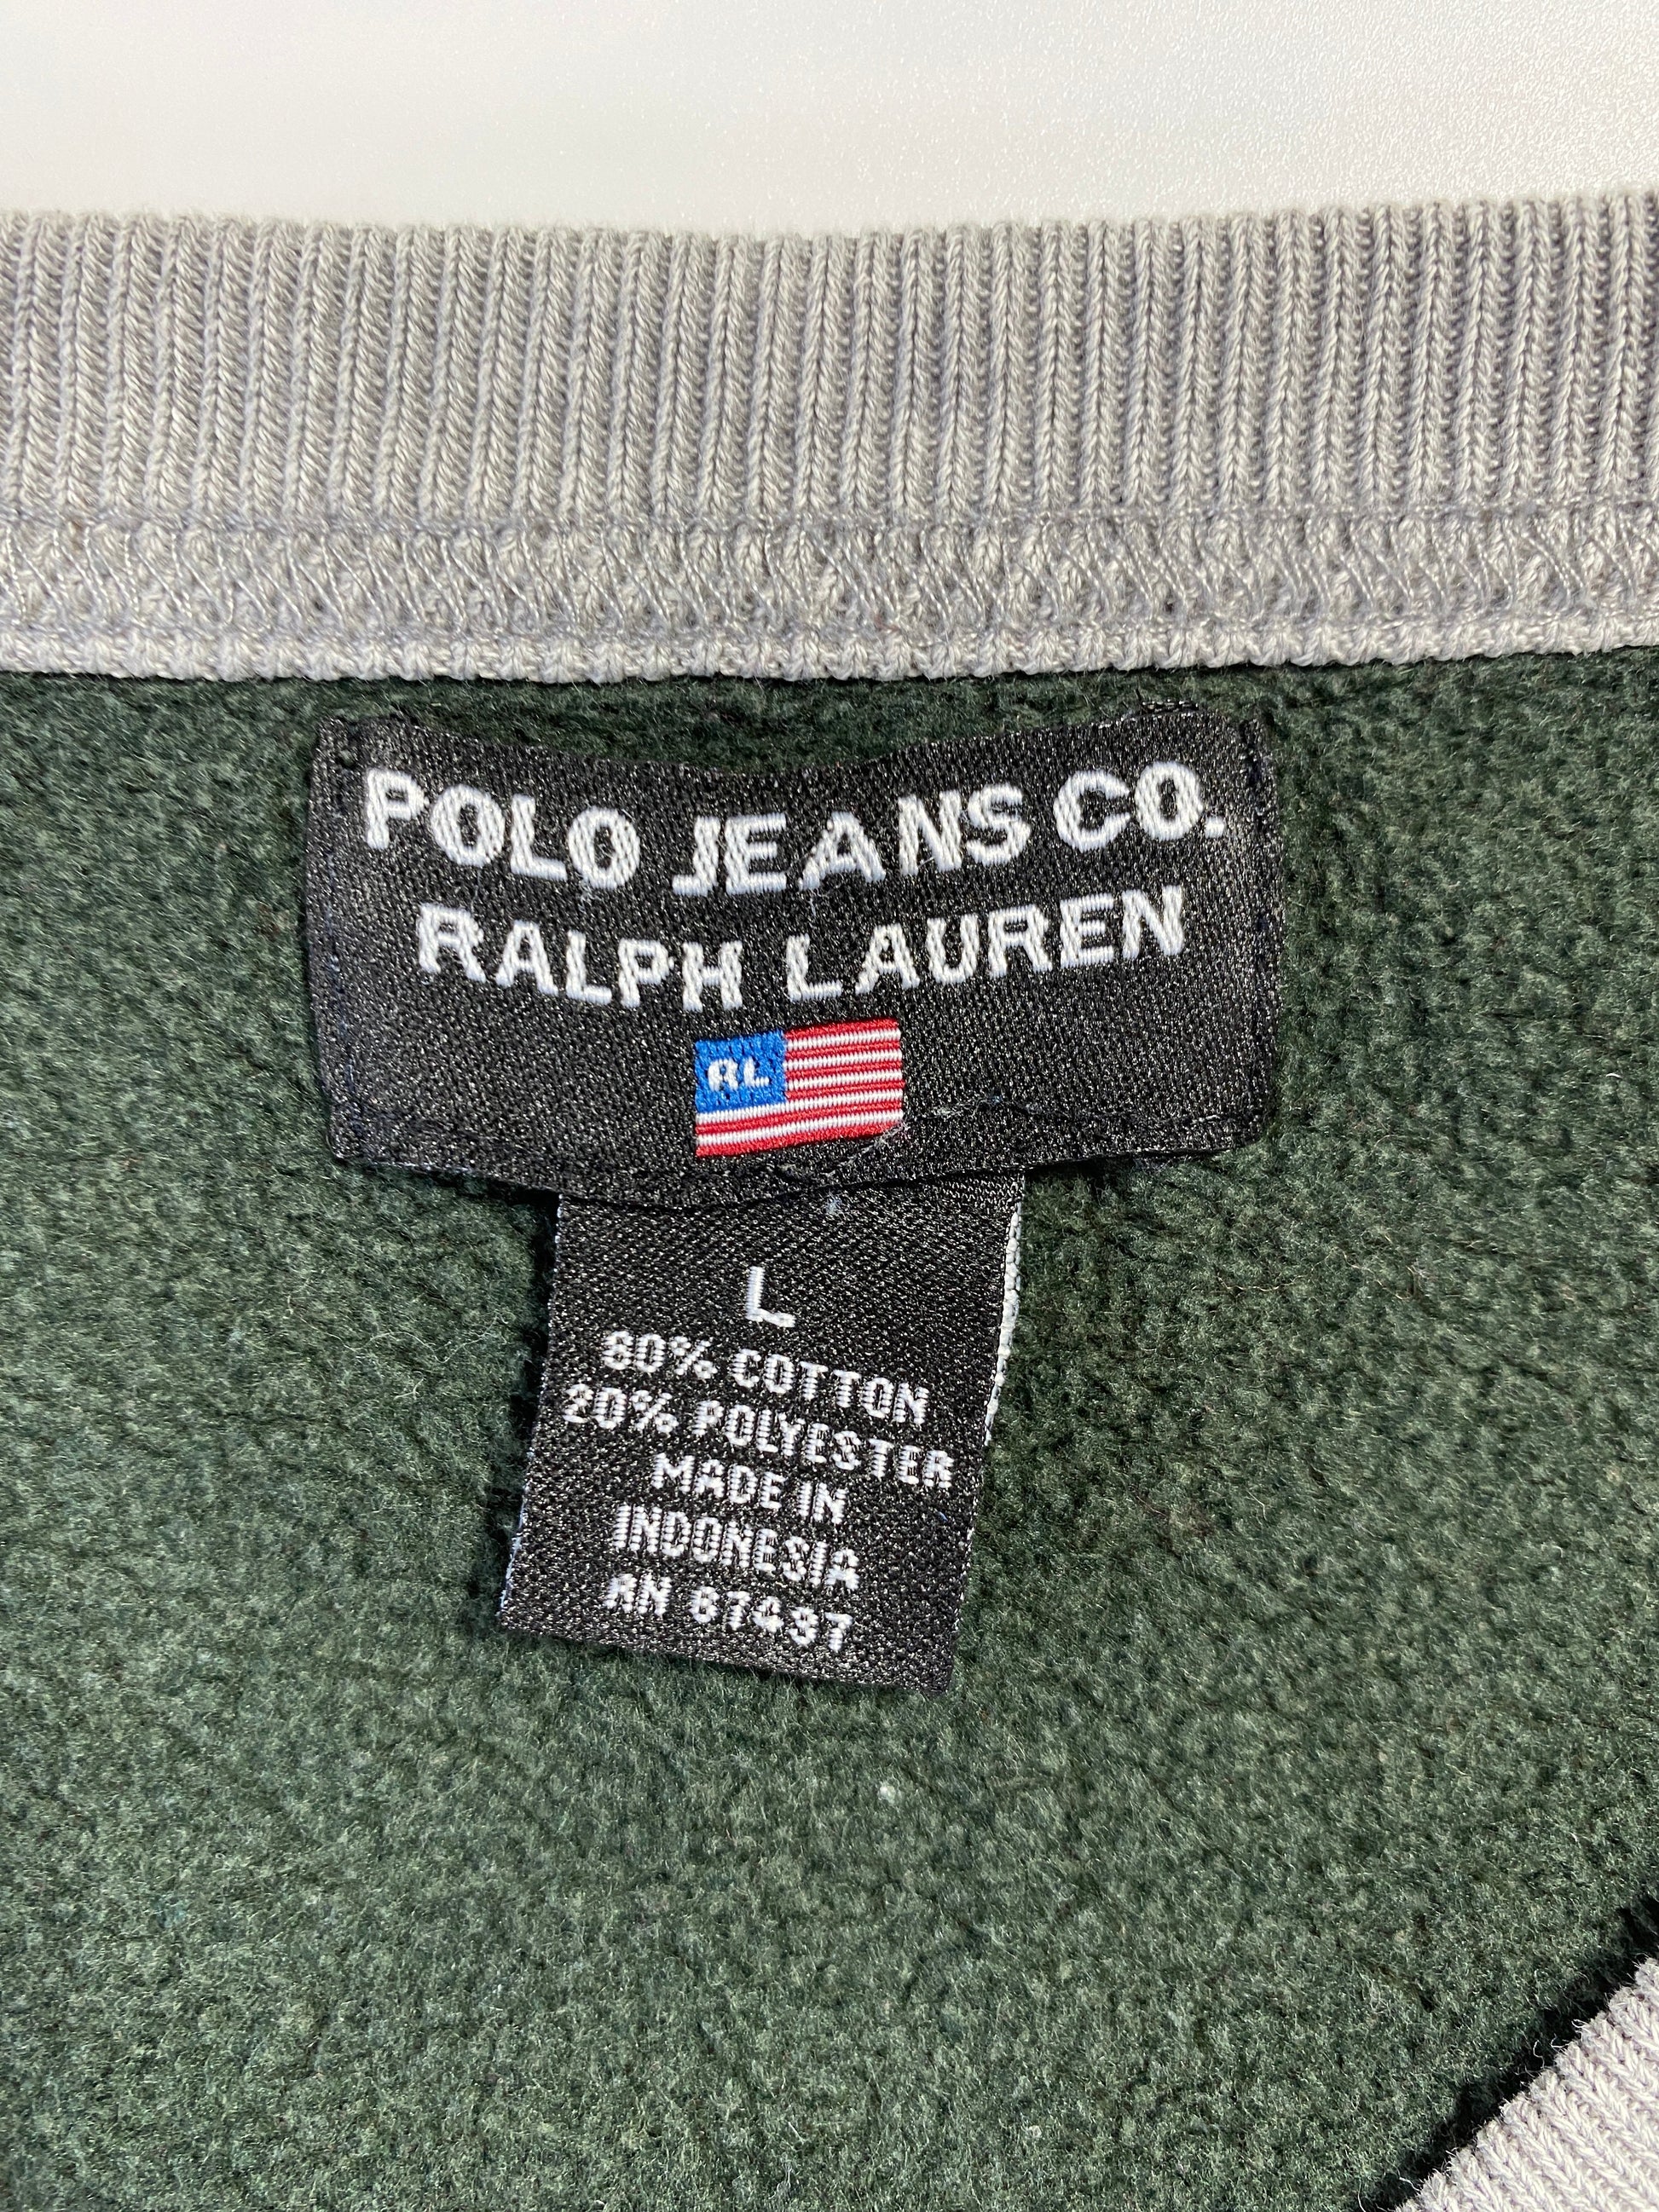 POLO JEANS CO.
RALPH LAUREN
RL
L
80% COTTON
20% POLYESTER
MADE IN
INDONESIA
RN 67437